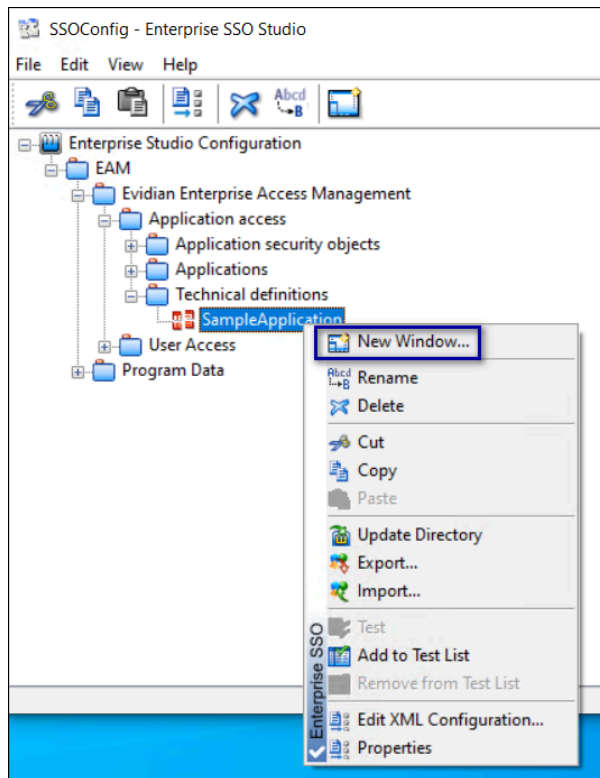 SSOConfig - Enterprise SSO Studio
File Edit View Help
Abcd
B
Enterprise Studio Configuration
EAM
Evidian Enterprise Access Management
Application access
Application security objects
Applications
Technical definitions
SampleApplication
User Access
Program Data
New Window...
Abcd
B
Rename
Delete
Cut
Copy
Paste
Update Directory
Export...
Import...
Test
Add to Test List
Remove from Test List
Edit XML Configuration...
Properties
Enterprise SSO